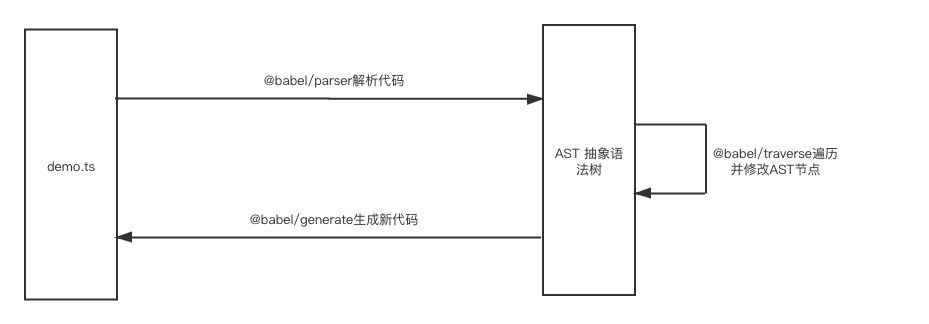 @babel/parser解析代码
demo.ts
AST 抽象语
法树
@babel/traverse遍历
并修改AST节点
@babel/generate生成新代码